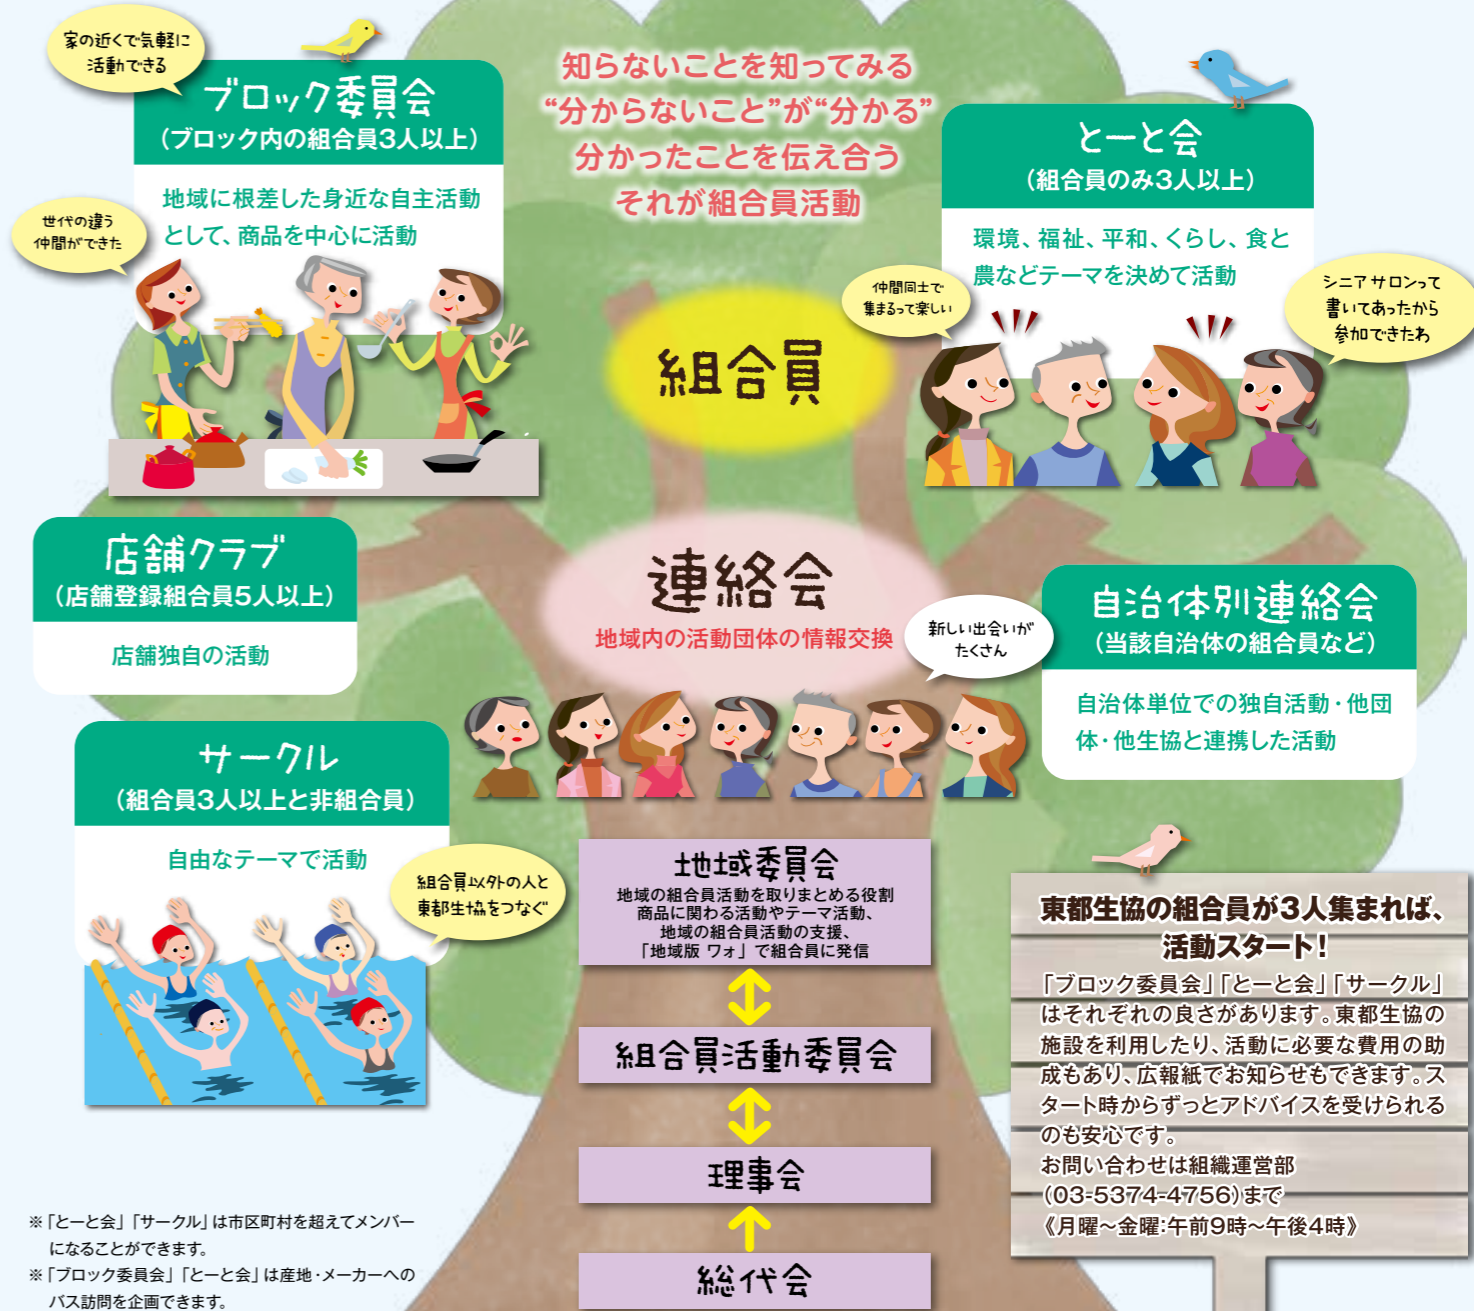 家の近くで気軽に
活動できる
ブロック委員会
（ブロック内の組合員3人以上）
地域に根差した身近な自主活動
として、商品を中心に活動
世代の違う
仲間ができた
知らないことを知ってみる
“分からないこと”が“分かる”
分かったことを伝え合う
それが組合員活動
とーと会
（組合員のみ3人以上）
環境、福祉、平和、くらし、食と
農などテーマを決めて活動
仲間同士で
集まるって楽しい
シニアサロンって
書いてあったから
参加できたわ
組合員
店舗クラブ
（店舗登録組合員5人以上）
店舗独自の活動
連絡会
地域内の活動団体の情報交換
新しい出会いが
たくさん
自治体別連絡会
（当該自治体の組合員など）
自治体単位での独自活動・他団
体・他生協と連携した活動
サークル
（組合員3人以上と非組合員）
自由なテーマで活動
組合員以外の人と
東都生協をつなぐ
地域委員会
地域の組合員活動を取りまとめる役割
商品に関わる活動やテーマ活動、
地域の組合員活動の支援、
「地域版 ワォ」で組合員に発信
組合員活動委員会
理事会
総代会
東都生協の組合員が3人集まれば、
活動スタート！
「ブロック委員会」「とーと会」「サークル」
はそれぞれの良さがあります。東都生協の
施設を利用したり、活動に必要な費用の助
成もあり、広報紙でお知らせもできます。ス
タート時からずっとアドバイスを受けられる
のも安心です。
お問い合わせは組織運営部
（03-5374-4756）まで
《月曜～金曜：午前9時～午後4時》
※「とーと会」「サークル」は市区町村を超えてメンバー
になることができます。
※「ブロック委員会」「とーと会」は産地・メーカーへの
バス訪問を企画できます。